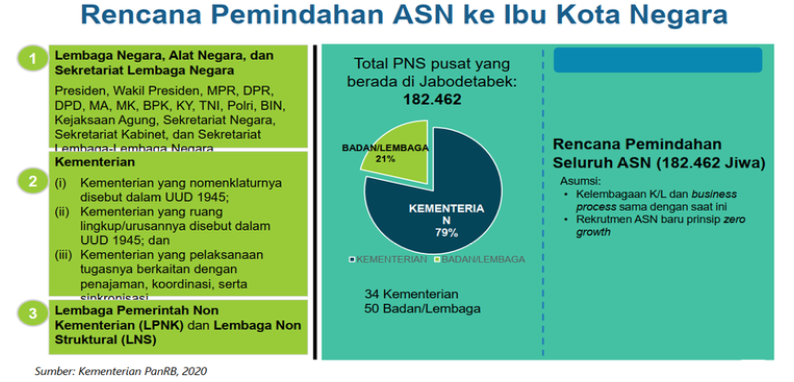 Rencana Pemindahan ASN ke Ibu Kota Negara
1
Lembaga Negara, Alat Negara, dan
Sekretariat Lembaga Negara
Presiden, Wakil Presiden, MPR, DPR,
DPD, MA, MK, BPK, KY, TNI, Polri, BIN,
Kejaksaan Agung, Sekretariat Negara,
Sekretariat Kabinet, dan Sekretariat
Lembaga-Lembaga Negara
2
Kementerian
(i) Kementerian yang nomenklaturnya
disebut dalam UUD 1945;
(ii) Kementerian yang ruang
lingkup/urusannya disebut dalam
UUD 1945; dan
(iii) Kementerian yang pelaksanaan
tugasnya berkaitan dengan
penajaman, koordinasi, serta
sinkronisasi
3
Lembaga Pemerintah Non
Kementerian (LPNK) dan Lembaga Non
Struktural (LNS)
Total PNS pusat yang
berada di Jabodetabek:
182.462
BADAN/LEMBAGA
21%
KEMENTERIA
N
79%
KEMENTERIAN BADAN/LEMBAGA
34 Kementerian
50 Badan/Lembaga
Rencana Pemindahan
Seluruh ASN (182.462 Jiwa)
Asumsi:
• Kelembagaan K/L dan business
process sama dengan saat ini
• Rekrutmen ASN baru prinsip zero
growth
Sumber: Kementerian PanRB, 2020